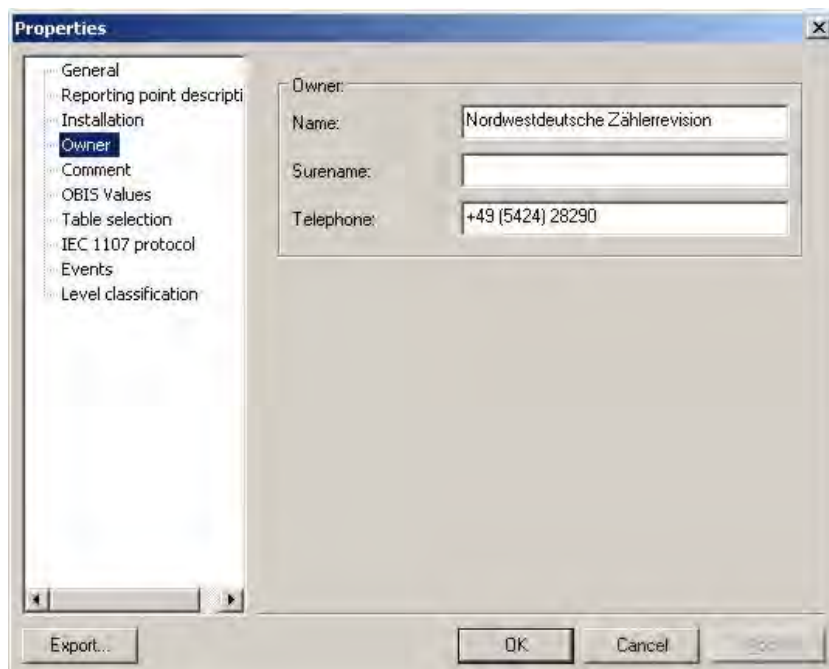 Properties
General
Reporting point descripti
Installation
Owner
Comment
OBIS Values
Table selection
IEC 1107 protocol
Events
Level classification
Owner:
Name: Nordwestdeutsche Zählerrevision
Surename:
Telephone: +49 (5424) 28290
Export... OK Cancel